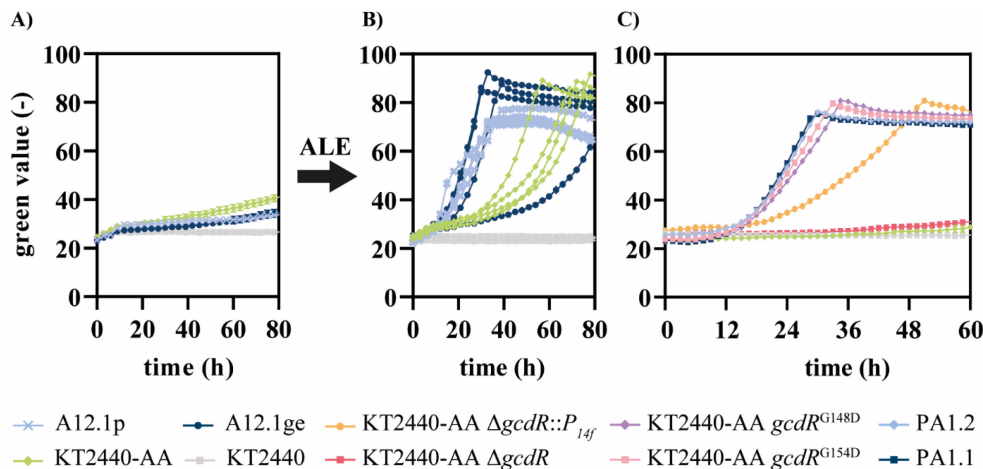 A)
B)
C)
green value (-)
100
80
60
40
20
0
0 20 40 60 80
time (h)
ALE
100
80
60
40
20
0
0 20 40 60 80
time (h)
100
80
60
40
20
0
0 12 24 36 48 60
time (h)
A12.1p A12.1ge KT2440-AA ΔgcdR::P14f KT2440-AA gcdRG148D PA1.2
KT2440-AA KT2440 KT2440-AA ΔgcdR KT2440-AA gcdRG154D PA1.1